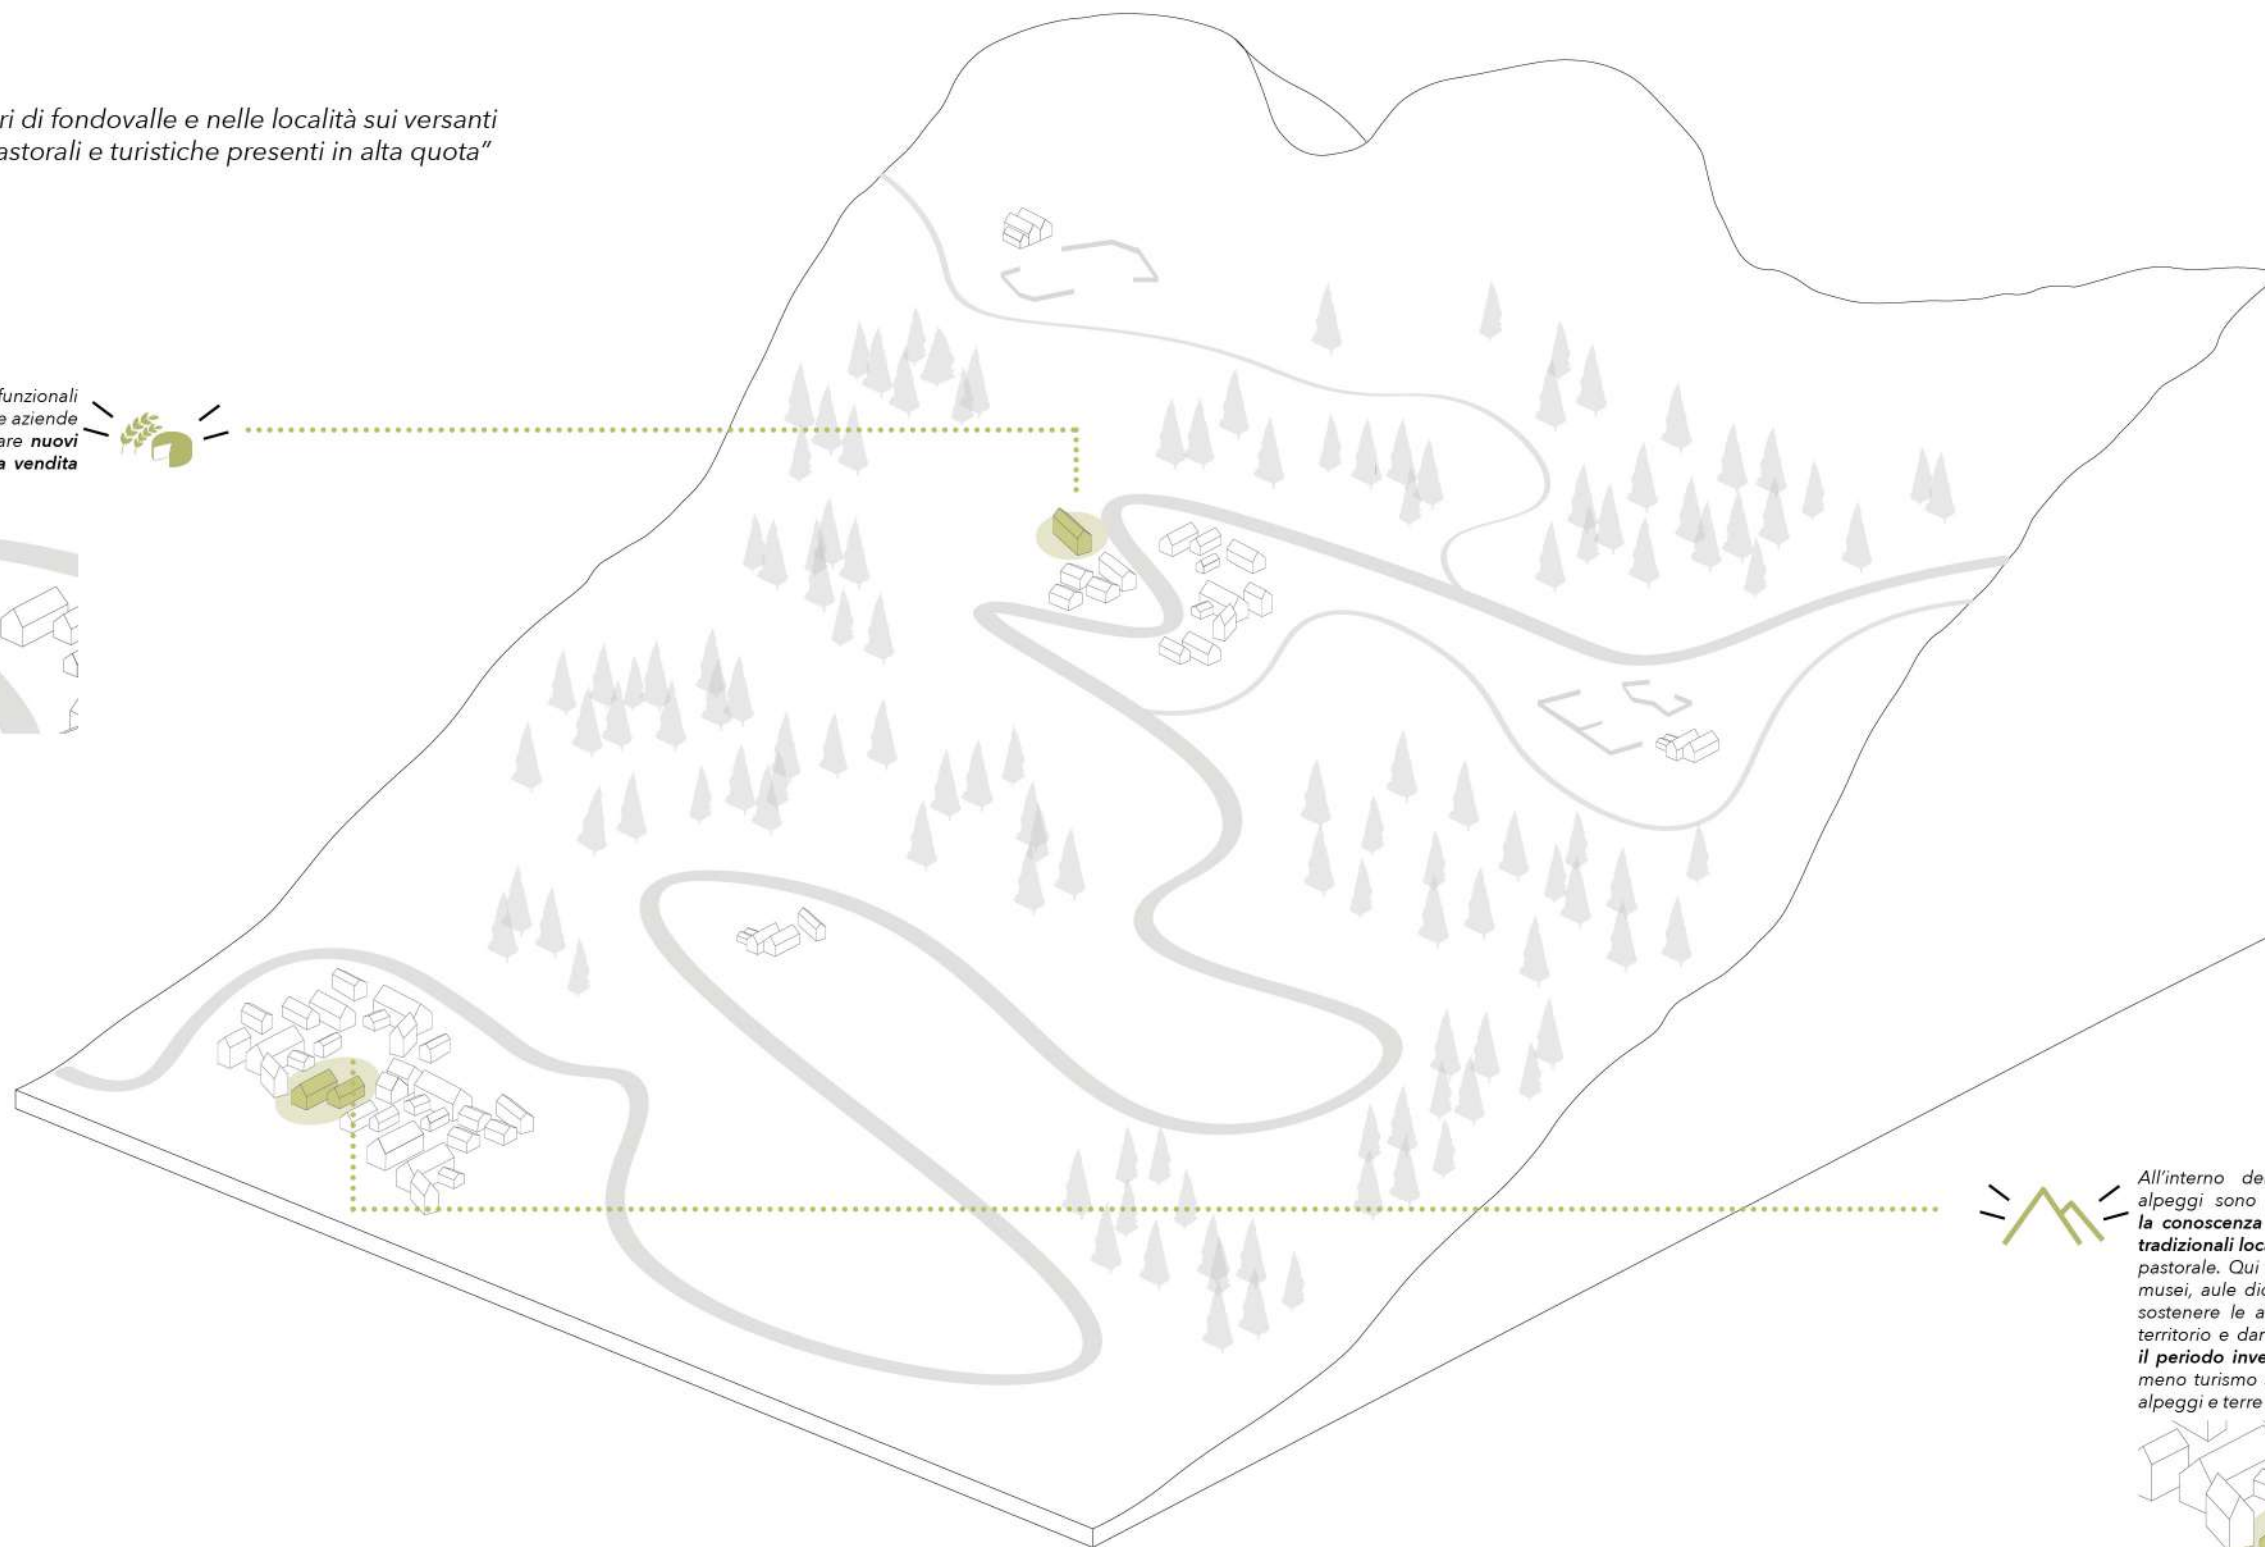 ri di fondovalle e nelle località sui versanti
astorali e turistiche presenti in alta quota”
funzionali
e aziende
are nuovi
a vendita
All’interno de
alpeggi sono
la conoscenza
tradizionali loc
pastorale. Qui
musei, aule di
sostenere le a
territorio e dar
il periodo inve
meno turismo
alpeggi e terre